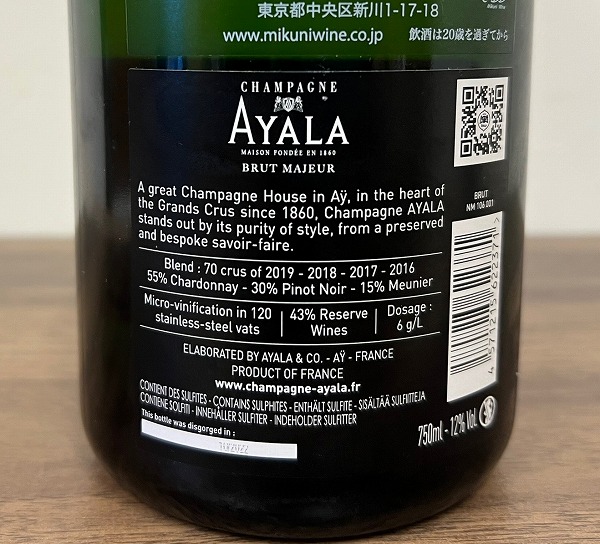 東京都中央区新川1-17-18
www.mikuniwine.co.jp 飲酒は20歳を過ぎてから
CHAMPAGNE
AYALA
MAISON FONDÉE EN 1860
BRUT MAJEUR
A great Champagne House in Aÿ, in the heart of
the Grands Crus since 1860, Champagne AYALA
stands out by its purity of style, from a preserved
and bespoke savoir-faire.
Blend : 70 crus of 2019 - 2018 - 2017 - 2016
55% Chardonnay - 30% Pinot Noir - 15% Meunier
Micro-vinification in 120
stainless-steel vats
43% Reserve
Wines
Dosage :
6 g/L
ELABORATED BY AYALA & CO. - AŸ - FRANCE
PRODUCT OF FRANCE
www.champagne-ayala.fr
CONTIENT DES SULFITES - CONTAINS SULPHITES - ENTHÄLT SULFITE - SISÄLTÄÄ SULFIITTEJA
CONTIENE SOLFITI - INNEHÅLLER SULFITER - INDEHOLDER SULFITTER
This bottle was disgorged in :
10/2022
BRUT
NM 106 001
4 571215 622371 >
750ml - 12% Vol.